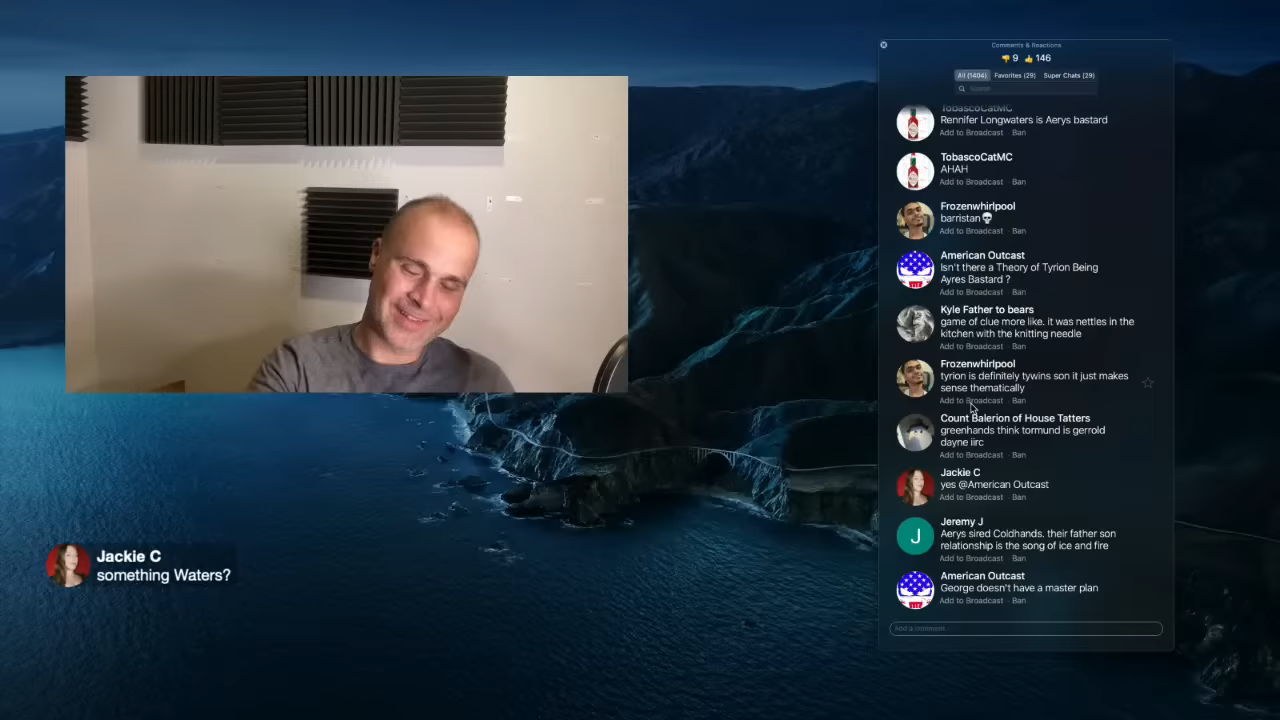 Comments & Reactions
👎 9 👍 146
All (1404) Favorites (29) Super Chats (29)
Search
TobascoCatMC
Rennifer Longwaters is Aerys bastard
Add to Broadcast · Ban
TobascoCatMC
AHAH
Add to Broadcast · Ban
Frozenwhirlpool
barristan💀
Add to Broadcast · Ban
American Outcast
Isn't there a Theory of Tyrion Being
Ayres Bastard ?
Add to Broadcast · Ban
Kyle Father to bears
game of clue more like. it was nettles in the
kitchen with the knitting needle
Add to Broadcast · Ban
Frozenwhirlpool
tyrion is definitely tywins son it just makes
sense thematically
Add to Broadcast · Ban
Count Balerion of House Tatters
greenhands think tormund is gerrold
dayne iirc
Add to Broadcast · Ban
Jackie C
yes @American Outcast
Add to Broadcast · Ban
J
Jeremy J
Aerys sired Coldhands. their father son
relationship is the song of ice and fire
Add to Broadcast · Ban
American Outcast
George doesn't have a master plan
Add to Broadcast · Ban
Add a comment
Jackie C
something Waters?